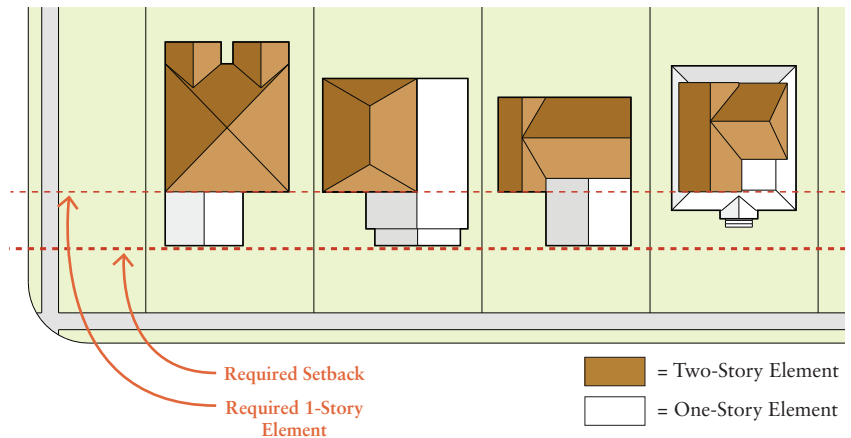 Required Setback
Required 1-Story
Element
= Two-Story Element
= One-Story Element